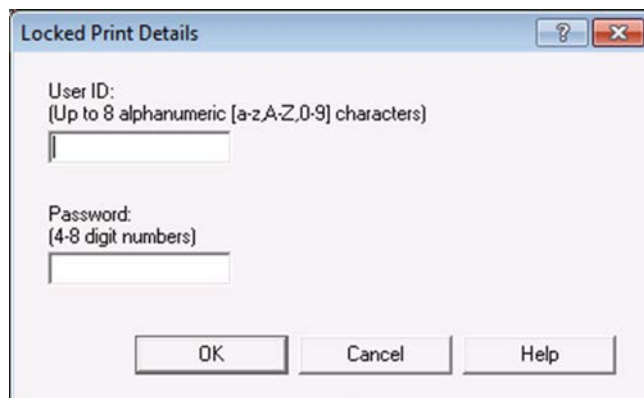 Locked Print Details
User ID:
(Up to 8 alphanumeric [a-z,A-Z,0-9] characters)
Password:
(4-8 digit numbers)
OK Cancel Help